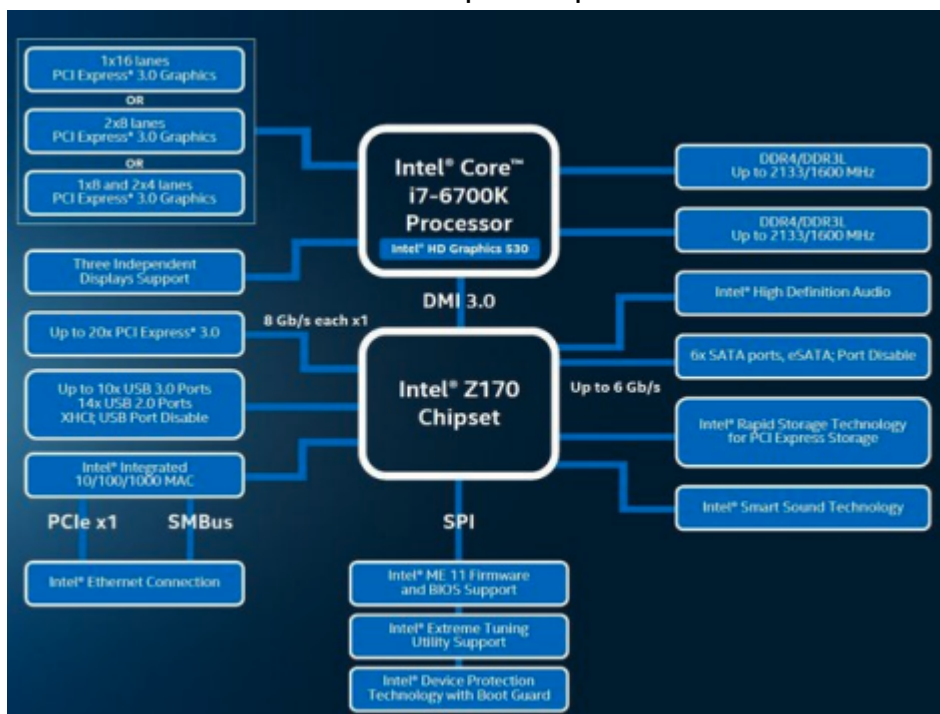 1x16 lanes
PCI Express* 3.0 Graphics
OR
2x8 lanes
PCI Express* 3.0 Graphics
OR
1x8 and 2x4 lanes
PCI Express* 3.0 Graphics
Three Independent
Displays Support
Up to 20x PCI Express* 3.0
8 Gb/s each x1
Up to 10x USB 3.0 Ports
14x USB 2.0 Ports
XHCI; USB Port Disable
Intel® Integrated
10/100/1000 MAC
PCIe x1
SMBus
Intel® Ethernet Connection
Intel® Core™
i7-6700K
Processor
Intel® HD Graphics 530
DMI 3.0
Intel® Z170
Chipset
SPI
Intel® ME 11 Firmware
and BIOS Support
Intel® Extreme Tuning
Utility Support
Intel® Device Protection
Technology with Boot Guard
DDR4/DDR3L
Up to 2133/1600 MHz
DDR4/DDR3L
Up to 2133/1600 MHz
Intel® High Definition Audio
6x SATA ports, eSATA; Port Disable
Up to 6 Gb/s
Intel® Rapid Storage Technology
for PCI Express Storage
Intel® Smart Sound Technology